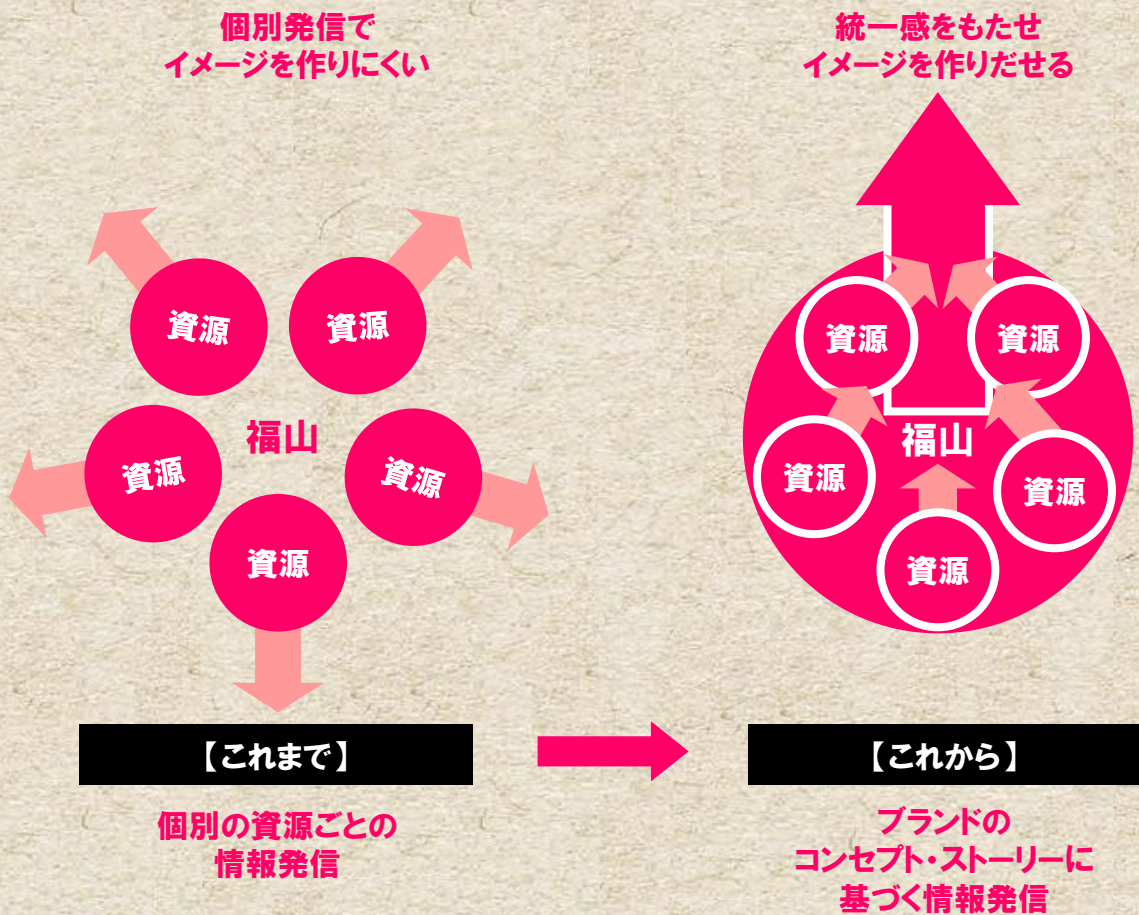 個別発信で
イメージを作りにくい
資源
資源
福山
資源
資源
資源
【これまで】
個別の資源ごとの
情報発信
統一感をもたせ
イメージを作りだせる
資源
資源
福山
資源
資源
資源
【これから】
ブランドの
コンセプト・ストーリーに
基づく情報発信